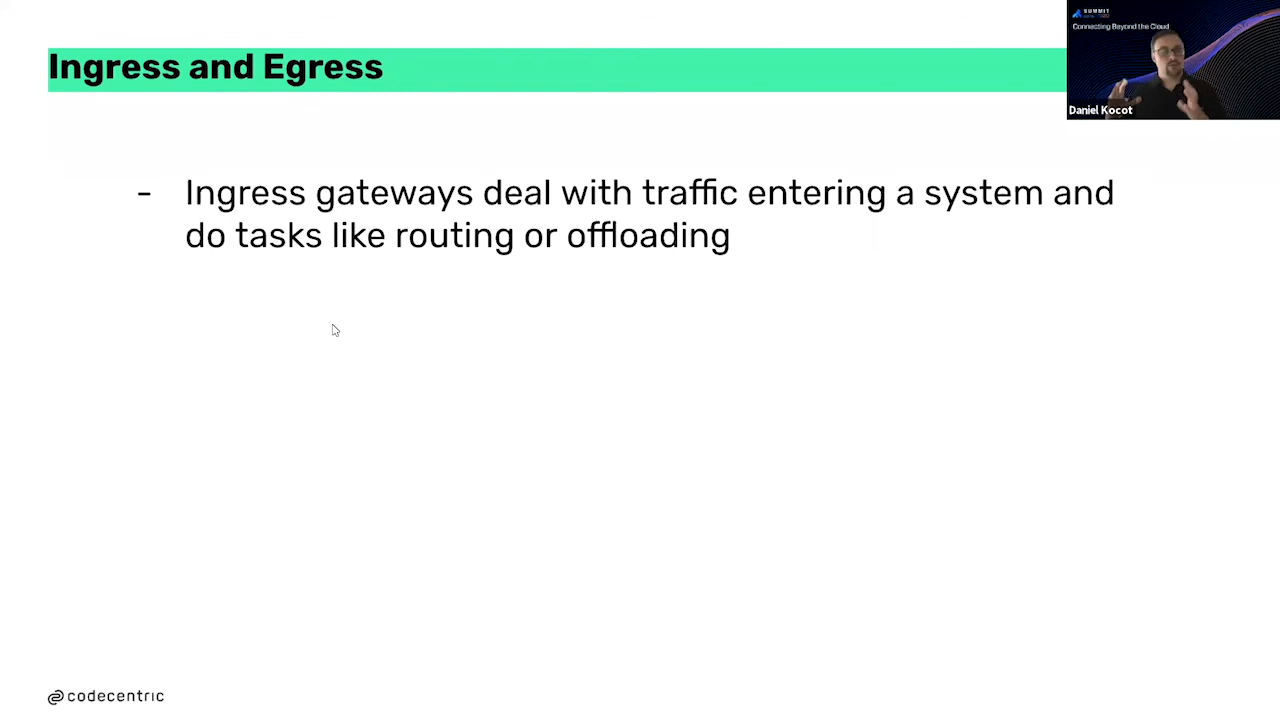 Ingress and Egress
SUMMIT
Connecting Beyond the Cloud
Daniel Kocot
- Ingress gateways deal with traffic entering a system and
do tasks like routing or offloading
codecentric